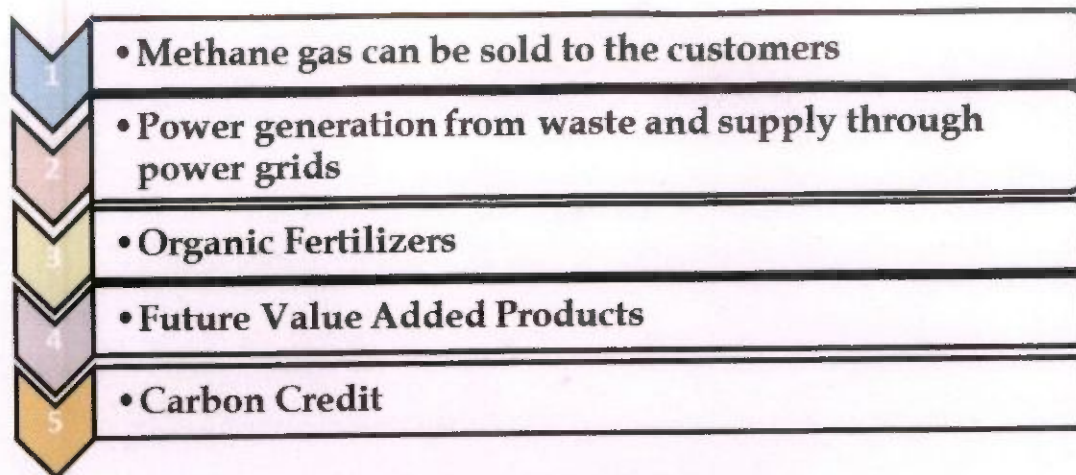 1
• Methane gas can be sold to the customers
2
• Power generation from waste and supply through
power grids
3
• Organic Fertilizers
4
• Future Value Added Products
5
• Carbon Credit